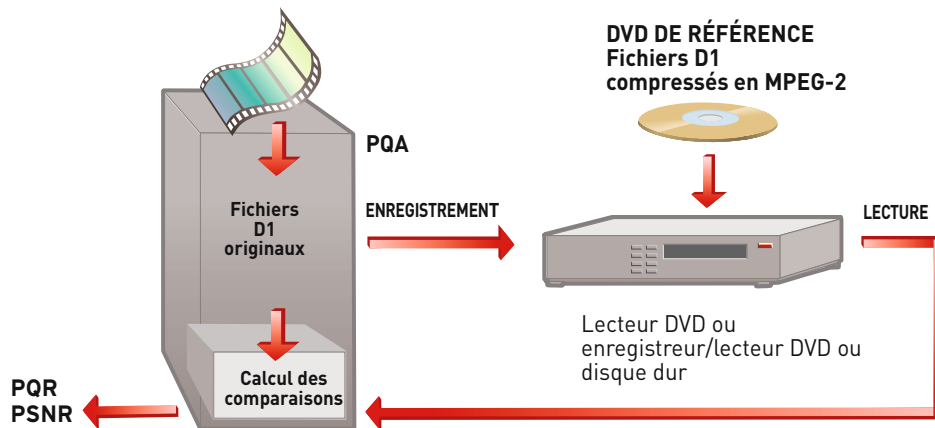 DVD DE RÉFÉRENCE
Fichiers D1
compressés en MPEG-2
PQA
Fichiers
D1
originaux
ENREGISTREMENT
LECTURE
Lecteur DVD ou
enregistreur/lecteur DVD ou
disque dur
Calcul des
comparaisons
PQR
PSNR